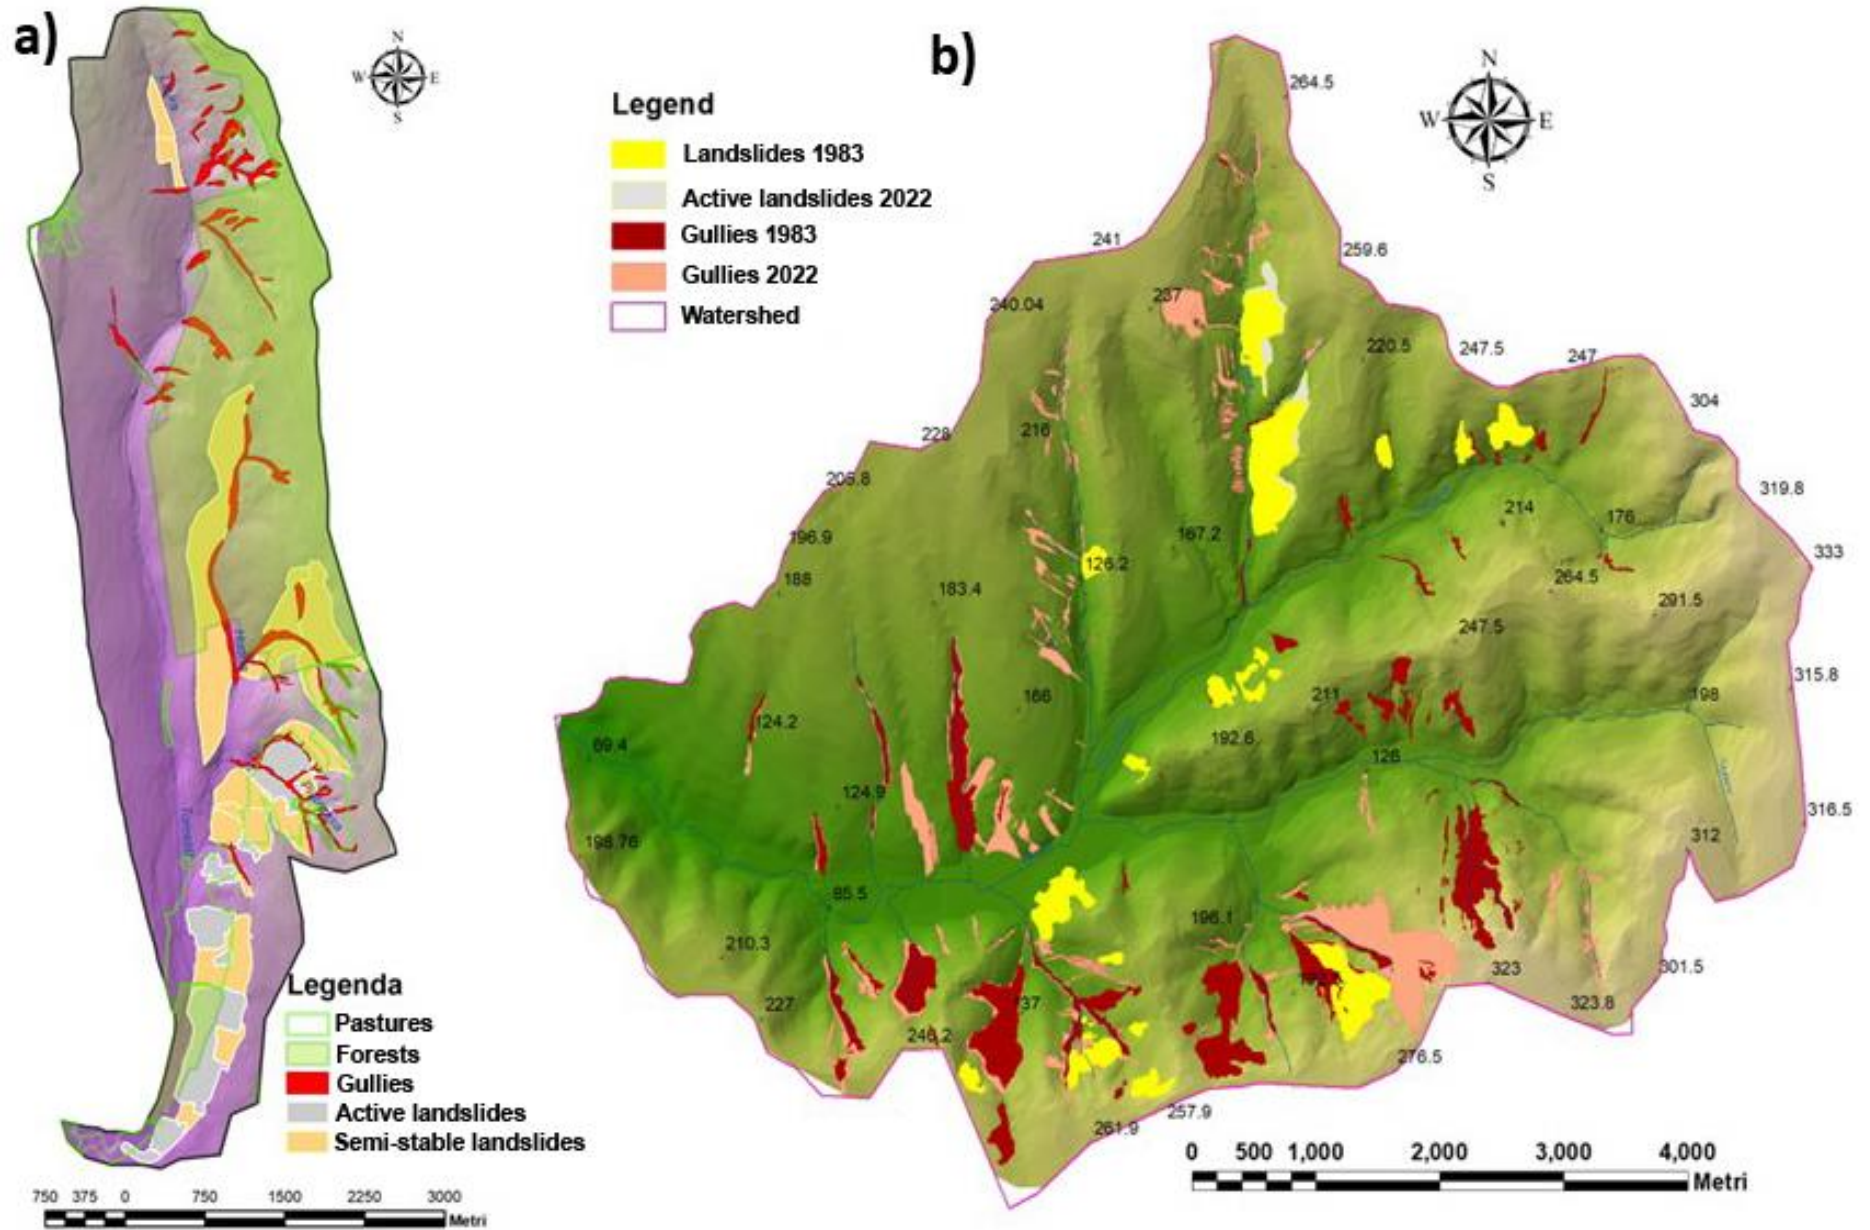 a)
N
W E
S
Legenda
Pastures
Forests
Gullies
Active landslides
Semi-stable landslides
750 375 0 750 1500 2250 3000
Metri
b)
N
W E
S
Legend
Landslides 1983
Active landslides 2022
Gullies 1983
Gullies 2022
Watershed
264.5
241
259.6
237
240.04
220.5
247.5
247
304
216
228
205.8
319.8
214
176
196.9
167.2
126.2
333
188
183.4
264.5
291.5
247.5
315.8
166
211
198
124.2
192.6
69.4
126
124.9
316.5
312
198.76
85.5
196.1
210.3
323
301.5
227
37
323.8
246.2
276.5
257.9
261.9
0 500 1,000 2,000 3,000 4,000
Metri